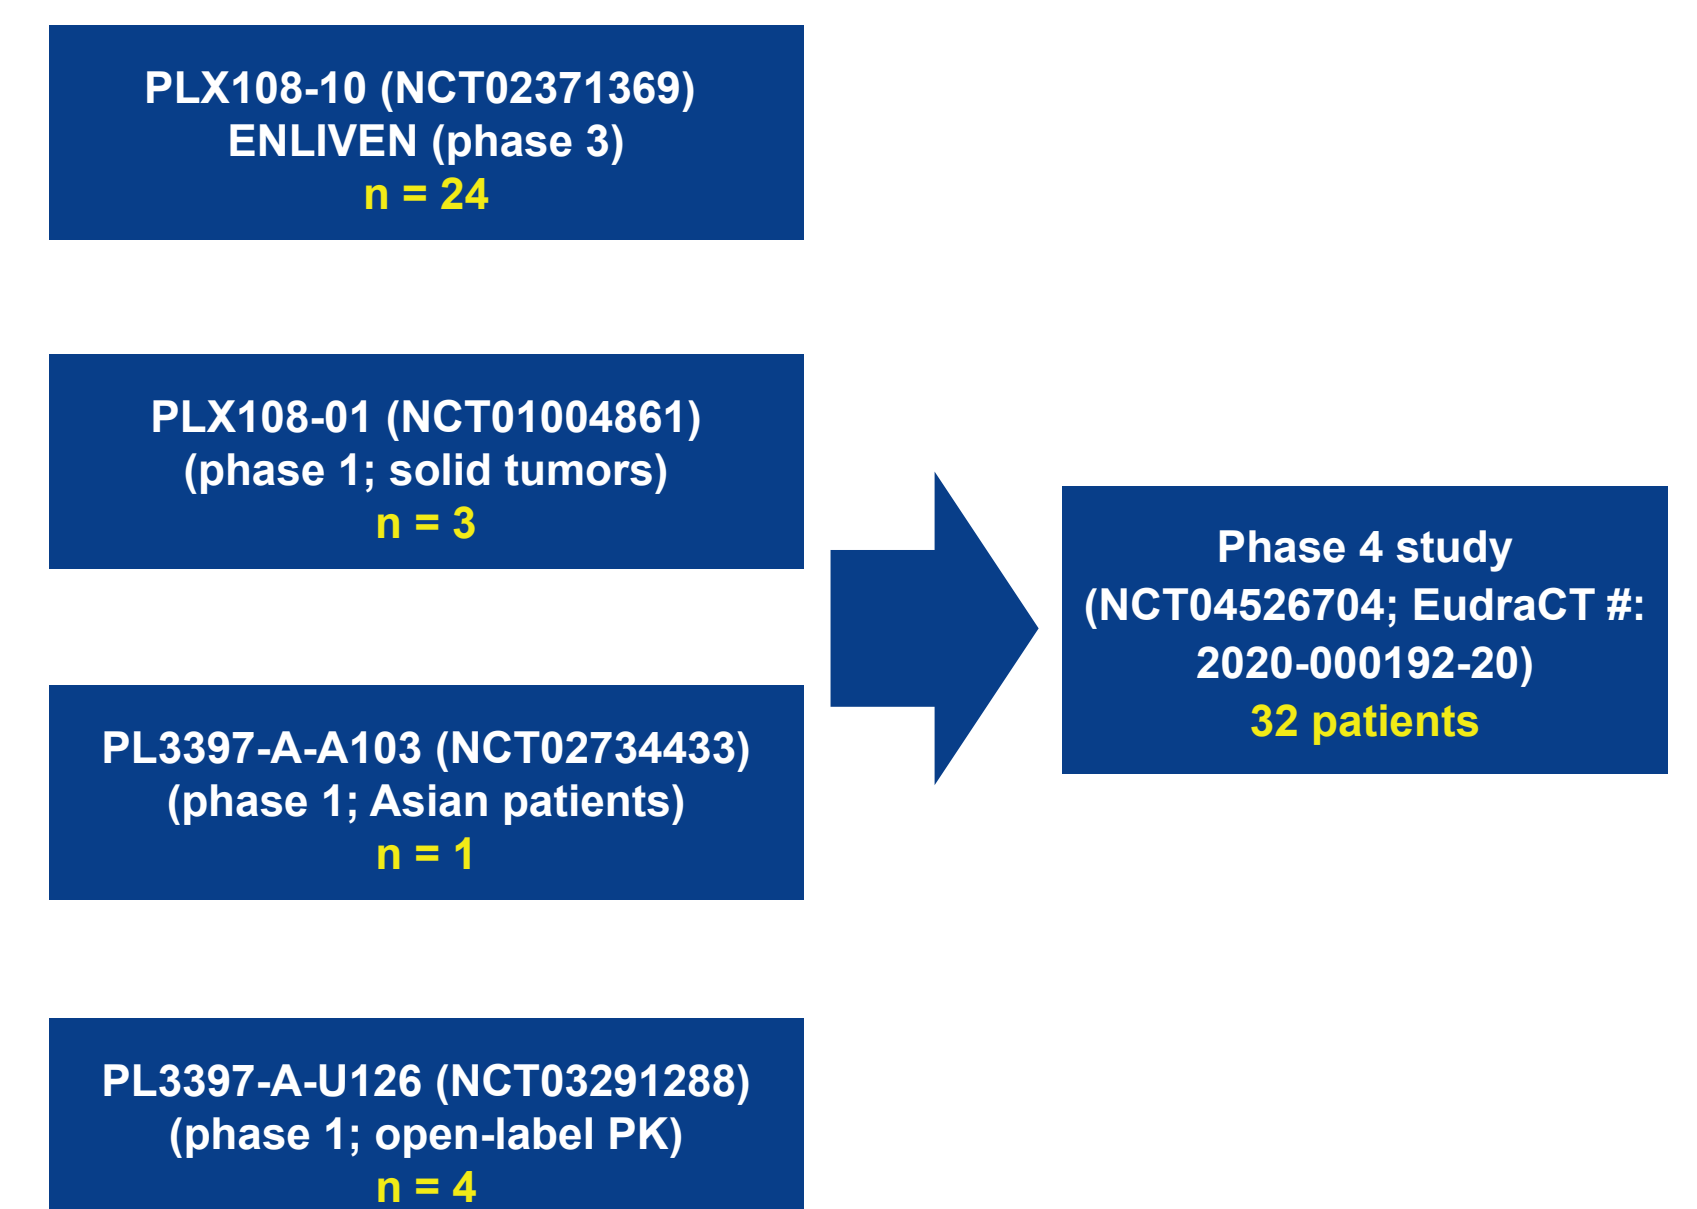 PLX108-10 (NCT02371369)
ENLIVEN (phase 3)
n = 24
PLX108-01 (NCT01004861)
(phase 1; solid tumors)
n = 3
PL3397-A-A103 (NCT02734433)
(phase 1; Asian patients)
n = 1
PL3397-A-U126 (NCT03291288)
(phase 1; open-label PK)
n = 4
Phase 4 study
(NCT04526704; EudraCT #:
2020-000192-20)
32 patients